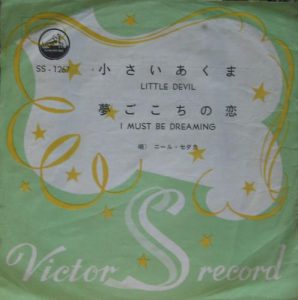 SS-1267
小さいあくま
LITTLE DEVIL
夢ごこちの恋
I MUST BE DREAMING
唄) ニール・セダカ
Victor S record